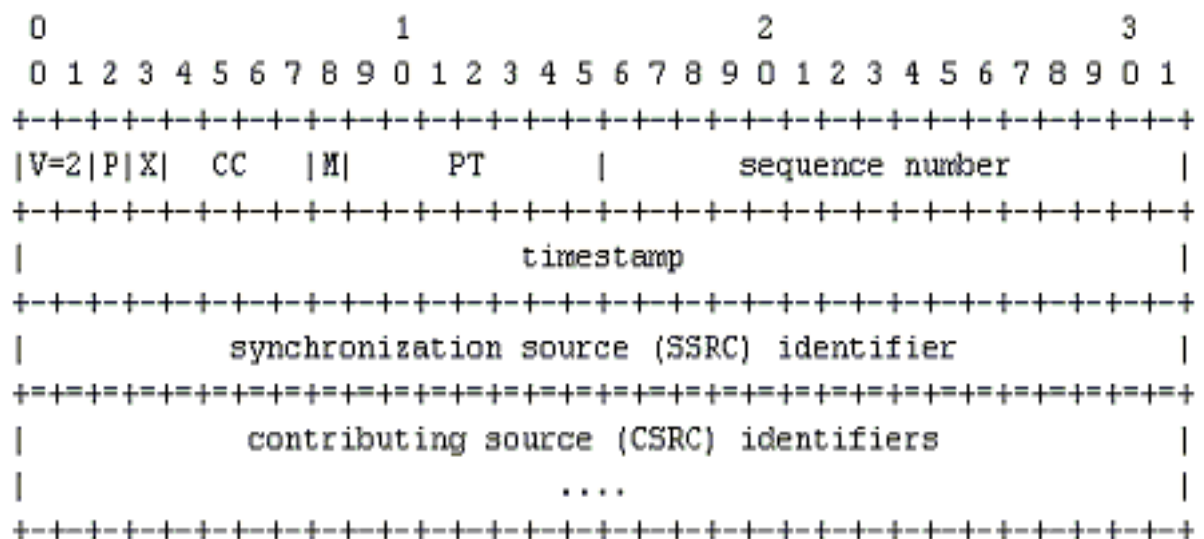 0                   1                   2                   3
 0 1 2 3 4 5 6 7 8 9 0 1 2 3 4 5 6 7 8 9 0 1 2 3 4 5 6 7 8 9 0 1
+-+-+-+-+-+-+-+-+-+-+-+-+-+-+-+-+-+-+-+-+-+-+-+-+-+-+-+-+-+-+-+-+
|V=2|P|X|  CC   |M|     PT      |       sequence number         |
+-+-+-+-+-+-+-+-+-+-+-+-+-+-+-+-+-+-+-+-+-+-+-+-+-+-+-+-+-+-+-+-+
|                           timestamp                           |
+-+-+-+-+-+-+-+-+-+-+-+-+-+-+-+-+-+-+-+-+-+-+-+-+-+-+-+-+-+-+-+-+
|           synchronization source (SSRC) identifier            |
+=+=+=+=+=+=+=+=+=+=+=+=+=+=+=+=+=+=+=+=+=+=+=+=+=+=+=+=+=+=+=+=+
|            contributing source (CSRC) identifiers             |
|                             ....                              |
+-+-+-+-+-+-+-+-+-+-+-+-+-+-+-+-+-+-+-+-+-+-+-+-+-+-+-+-+-+-+-+-+